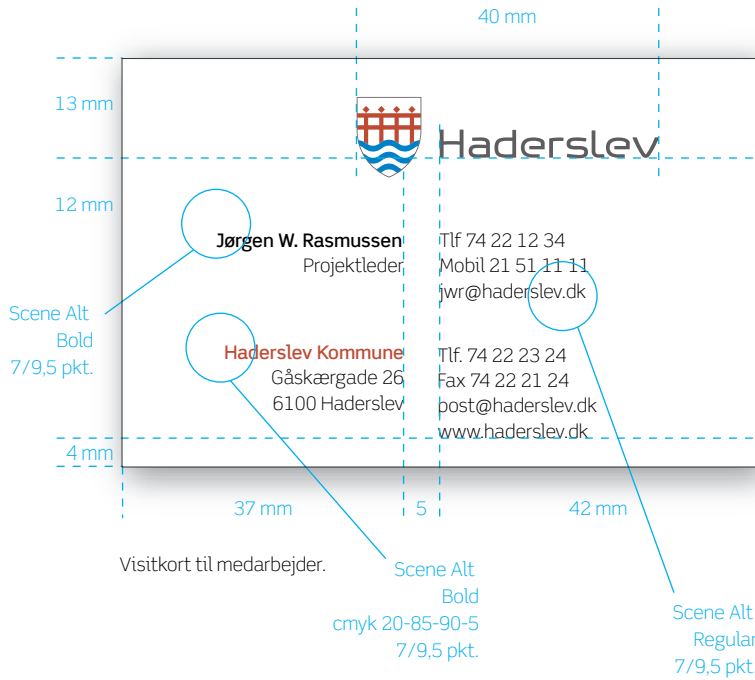 40 mm
13 mm
Haderslev
12 mm
Jørgen W. Rasmussen
Projektleder
Tlf 74 22 12 34
Mobil 21 51 11 11
jwr@haderslev.dk
Scene Alt
Bold
7/9,5 pkt.
Haderslev Kommune
Gåskærgade 26
6100 Haderslev
Tlf. 74 22 23 24
Fax 74 22 21 24
post@haderslev.dk
www.haderslev.dk
4 mm
37 mm
5
42 mm
Visitkort til medarbejder.
Scene Alt
Bold
cmyk 20-85-90-5
7/9,5 pkt.
Scene Alt
Regular
7/9,5 pkt.